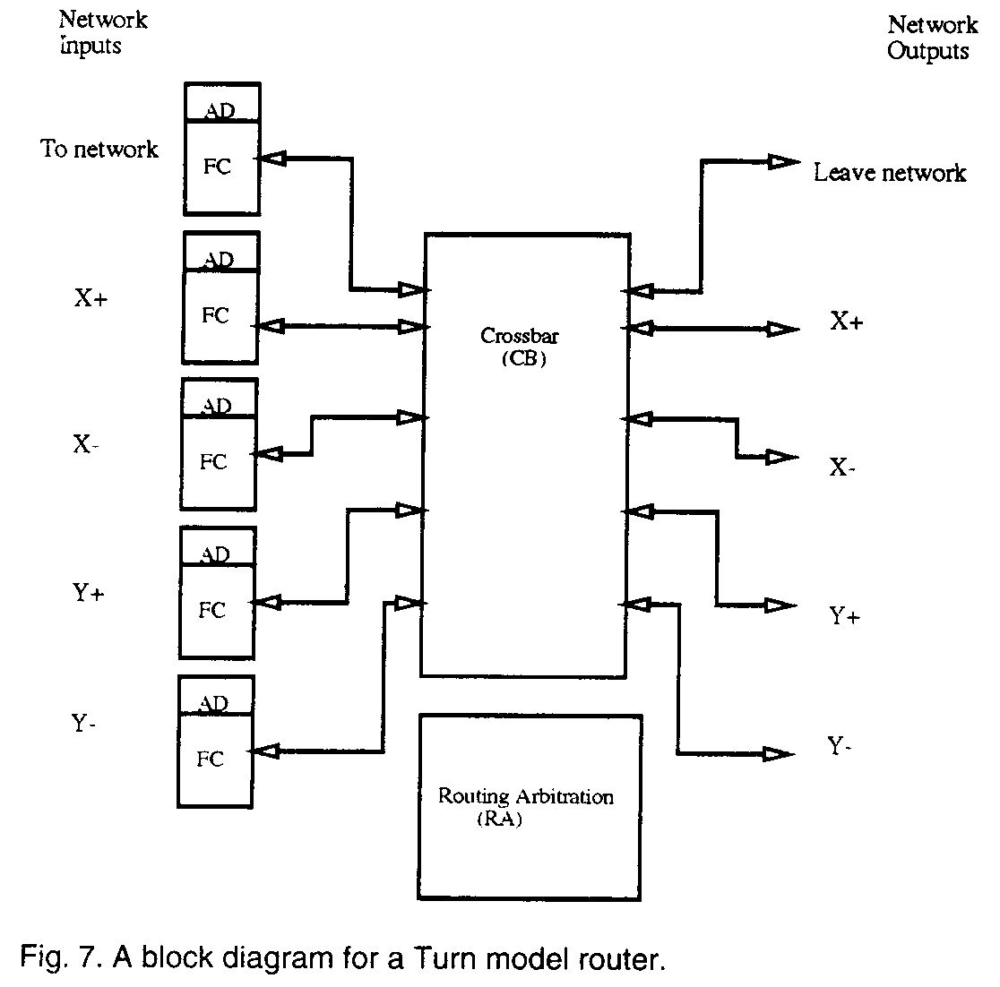 Network
Inputs
Network
Outputs
AD
To network
FC
Leave network
AD
X+
FC
X+
Crossbar
(CB)
AD
X-
FC
X-
AD
Y+
FC
Y+
AD
Y-
FC
Y-
Routing Arbitration
(RA)
Fig. 7. A block diagram for a Turn model router.